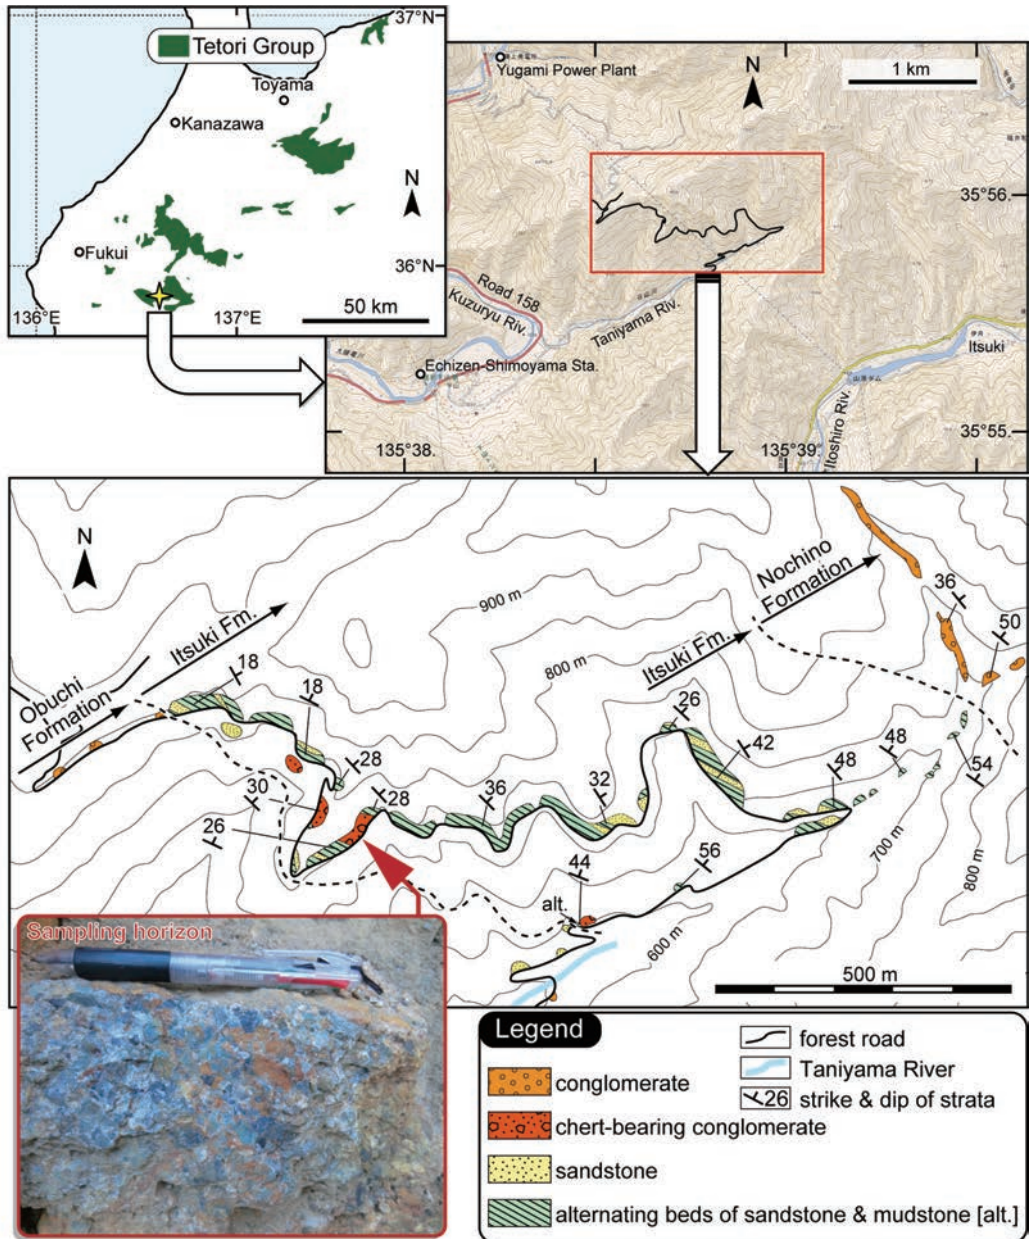 37°N
Tetori Group
Toyama
Kanazawa
N
Fukui
36°N
50 km
136°E
137°E
Yugami Power Plant
N
1 km
35°56
Road 158
Kuzuryu Riv.
Taniyama Riv.
Itsuki
Echizen-Shimoyama Sta.
Itoshiro Riv.
135°38.
135°39.
35°55
N
Obuchi
Formation
Itsuki Fm.
900 m
800 m
Itsuki Fm.
Nochino
Formation
36
50
18
18
28
30
26
28
36
32
26
42
48
48
54
44
56
alt.
600 m
700 m
800 m
500 m
Sampling horizon
Legend
conglomerate
chert-bearing conglomerate
sandstone
alternating beds of sandstone & mudstone [alt.]
forest road
Taniyama River
26
strike & dip of strata